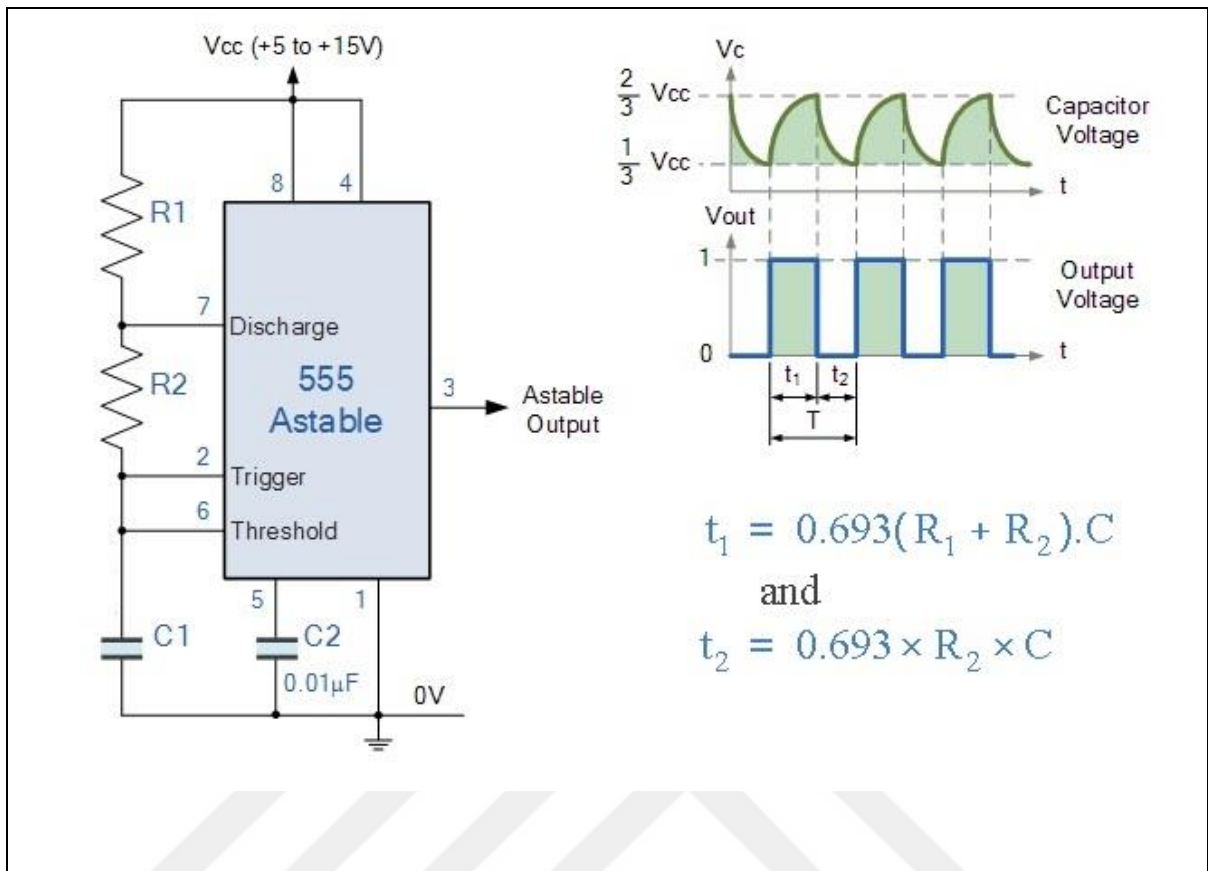 Vcc (+5 to +15V)
8
4
R1
7
Discharge
R2
555
Astable
3
Astable
Output
2
Trigger
6
Threshold
5
1
C1
C2
0.01µF
0V
Vc
2/3 Vcc
1/3 Vcc
t
Capacitor
Voltage
Vout
1
0
t
Output
Voltage
t₁
t₂
T
t₁ = 0.693(R₁ + R₂).C
and
t₂ = 0.693 × R₂ × C